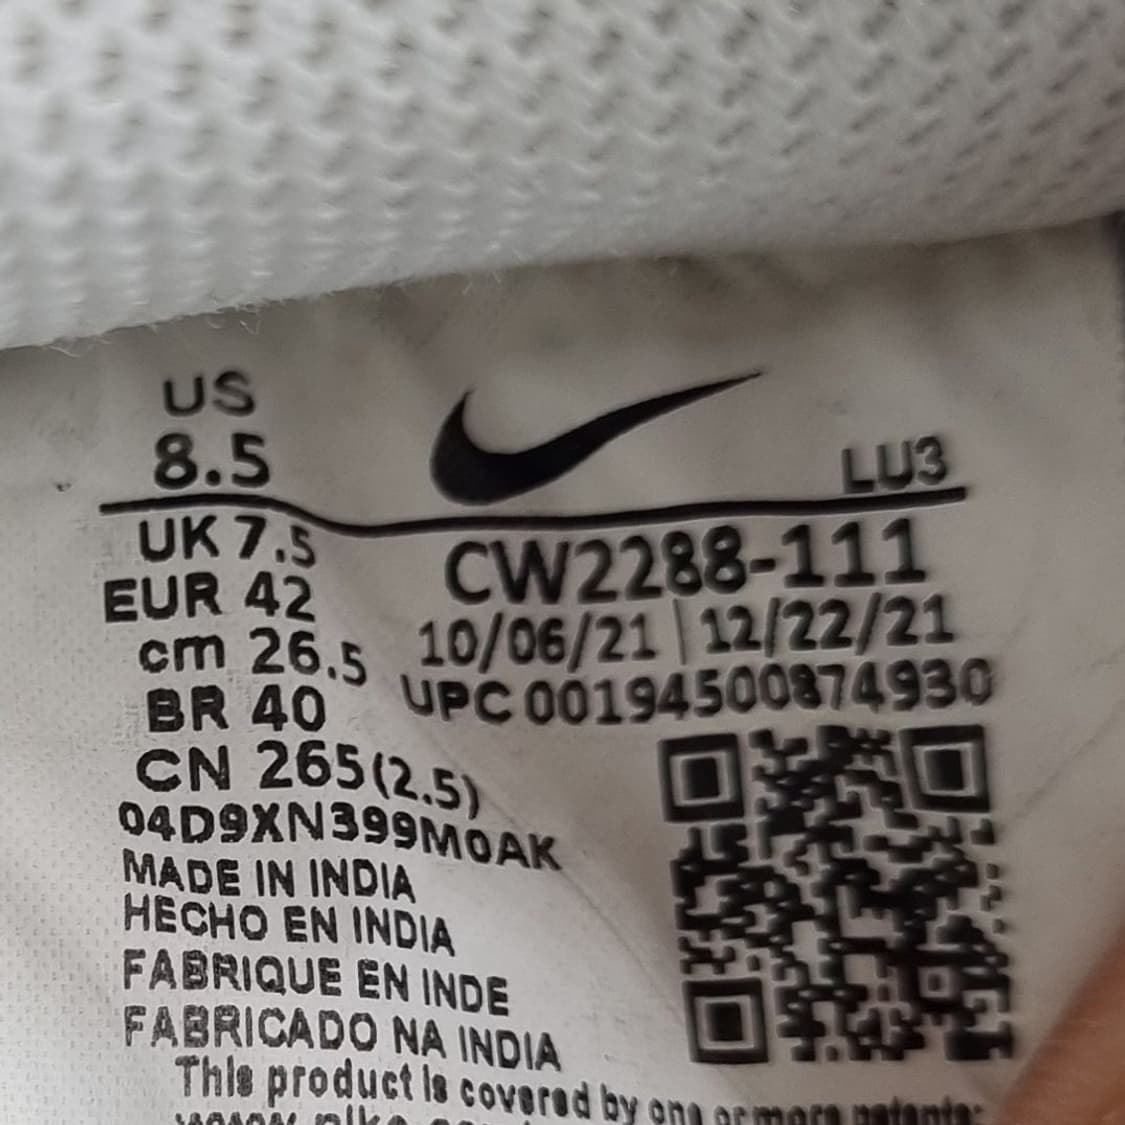 US
8.5
LU3
UK 7.5
EUR 42
cm 26.5
BR 40
CN 265(2.5)
CW2288-111
10/06/21 | 12/22/21
UPC 00194500874930
04D9XN399M0AK
MADE IN INDIA
HECHO EN INDIA
FABRIQUE EN INDE
FABRICADO NA INDIA
This product is covered by one or more patents: